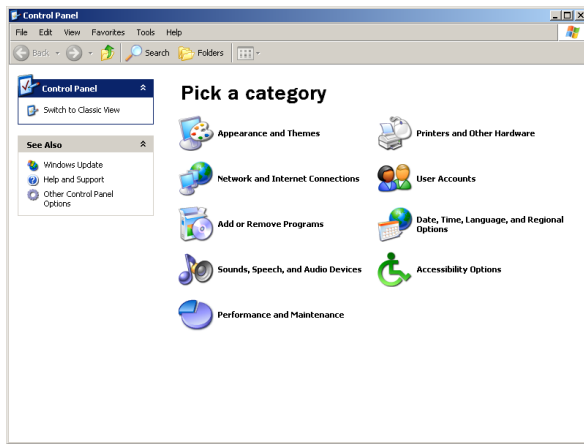 Control Panel
File Edit View Favorites Tools Help
Back Search Folders
Control Panel
Switch to Classic View
See Also
Windows Update
Help and Support
Other Control Panel
Options
Pick a category
Appearance and Themes
Printers and Other Hardware
Network and Internet Connections
User Accounts
Add or Remove Programs
Date, Time, Language, and Regional
Options
Sounds, Speech, and Audio Devices
Accessibility Options
Performance and Maintenance